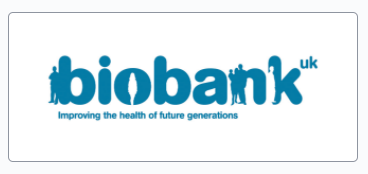 biobank uk
Improving the health of future generations